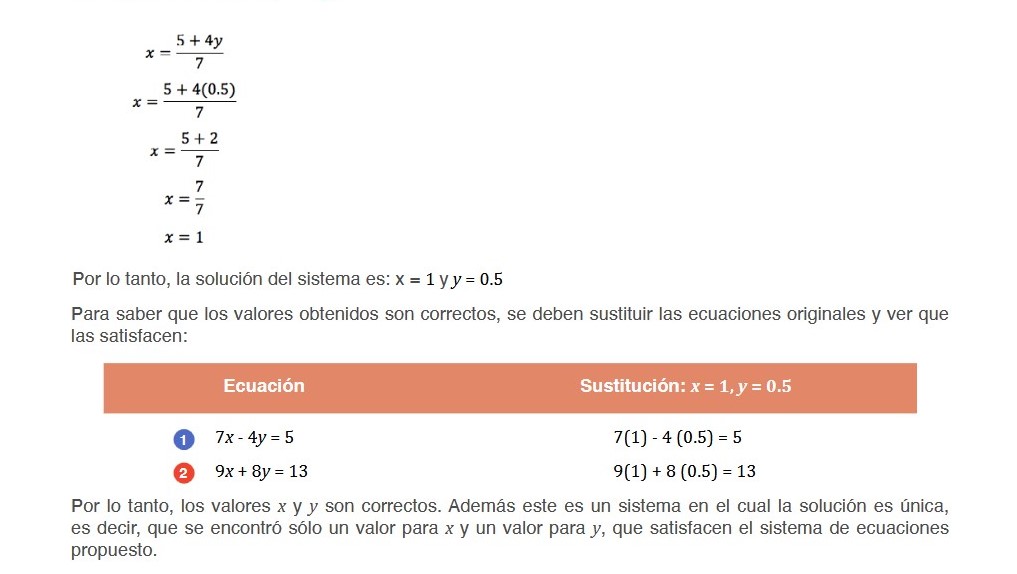 x = 5 + 4y / 7
x = 5 + 4(0.5) / 7
x = 5 + 2 / 7
x = 7 / 7
x = 1
Por lo tanto, la solución del sistema es: x = 1 y y = 0.5
Para saber que los valores obtenidos son correctos, se deben sustituir las ecuaciones originales y ver que
las satisfacen:
Ecuación Sustitución: x = 1, y = 0.5
1 7x - 4y = 5 7(1) - 4 (0.5) = 5
2 9x + 8y = 13 9(1) + 8 (0.5) = 13
Por lo tanto, los valores x y y son correctos. Además este es un sistema en el cual la solución es única,
es decir, que se encontró sólo un valor para x y un valor para y, que satisfacen el sistema de ecuaciones
propuesto.